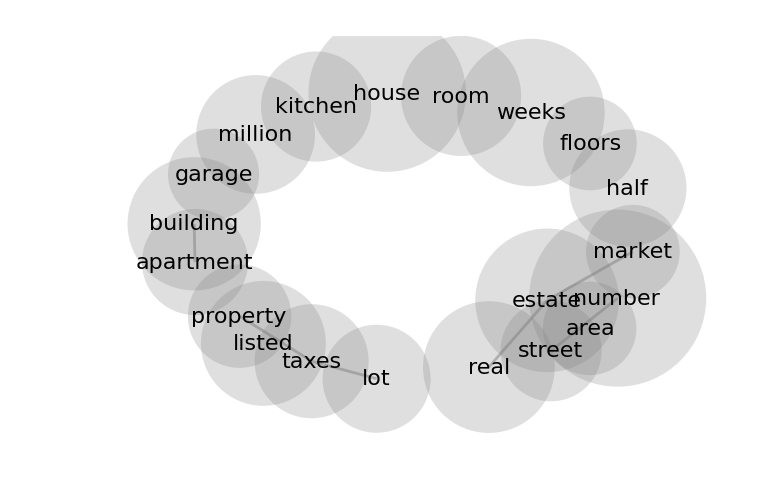 house
room
kitchen
weeks
million
floors
garage
half
building
market
apartment
number
estate
property
area
listed
street
taxes
real
lot